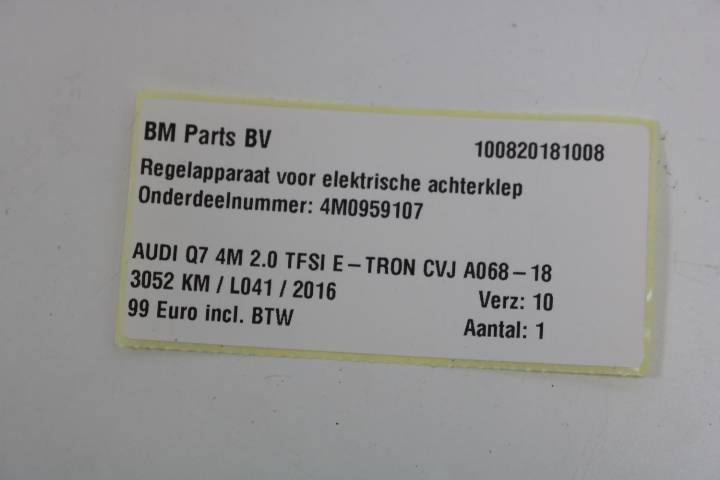 BM Parts BV 100820181008
Regelapparaat voor elektrische achterklep
Onderdeelnummer: 4M0959107
AUDI Q7 4M 2.0 TFSI E-TRON CVJ A068-18
3052 KM / L041 / 2016 Verz: 10
99 Euro incl. BTW Aantal: 1